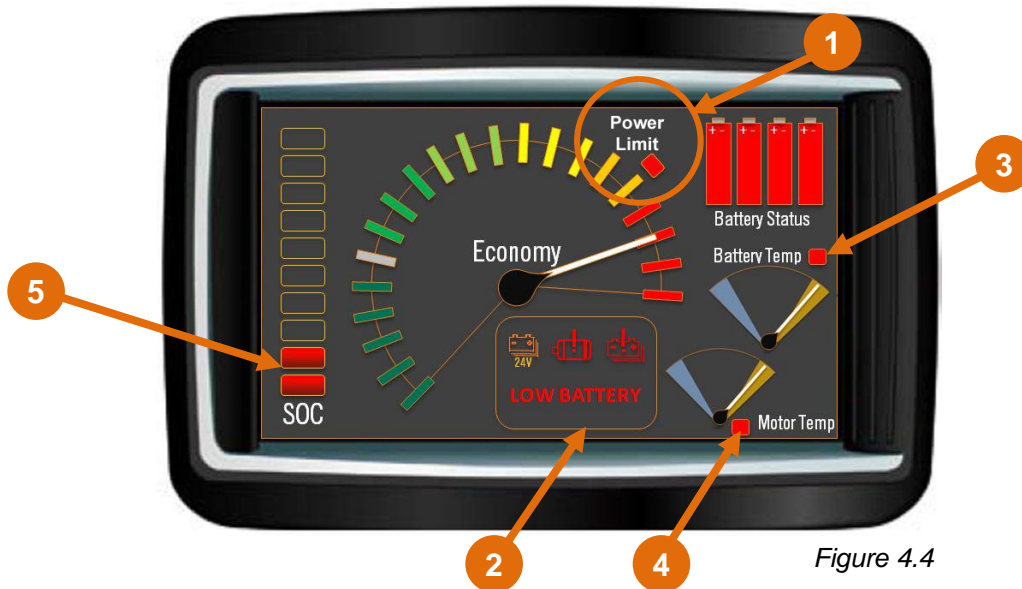 1
Power
Limit
+ - + - + - + -
3
Battery Status
Economy
Battery Temp
5
24V
LOW BATTERY
SOC
Motor Temp
2
4
Figure 4.4